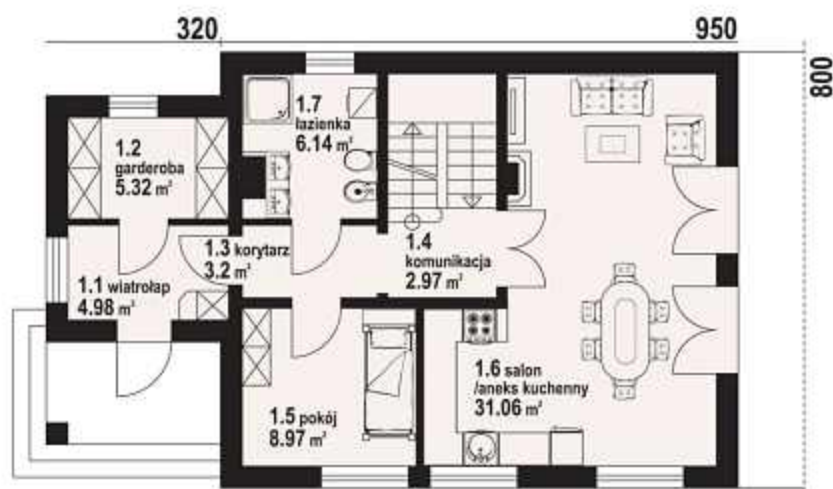 320
950
800
1.7
łazienka
6.14 m²
1.2
garderoba
5.32 m²
1.3 korytarz
3.2 m²
1.4
komunikacja
2.97 m²
1.1 wiatrołap
4.98 m²
1.6 salon
/aneks kuchenny
31.06 m²
1.5 pokój
8.97 m²